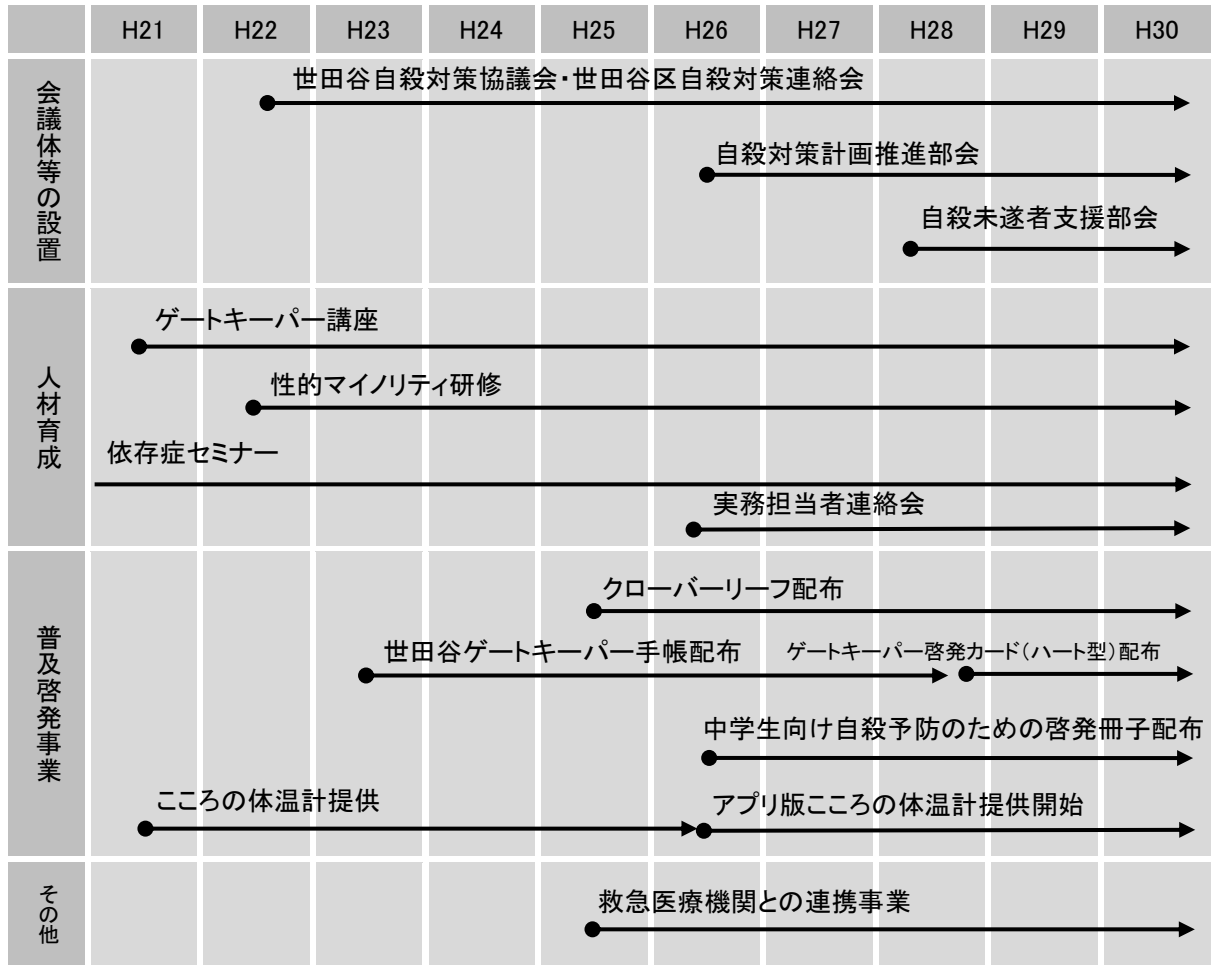 H21 H22 H23 H24 H25 H26 H27 H28 H29 H30
会議体等の設置
世田谷自殺対策協議会・世田谷区自殺対策連絡会
自殺対策計画推進部会
自殺未遂者支援部会
人材育成
ゲートキーパー講座
性的マイノリティ研修
依存症セミナー
実務担当者連絡会
普及啓発事業
クローバーリーフ配布
世田谷ゲートキーパー手帳配布
ゲートキーパー啓発カード(ハート型)配布
中学生向け自殺予防のための啓発冊子配布
こころの体温計提供
アプリ版こころの体温計提供開始
その他
救急医療機関との連携事業